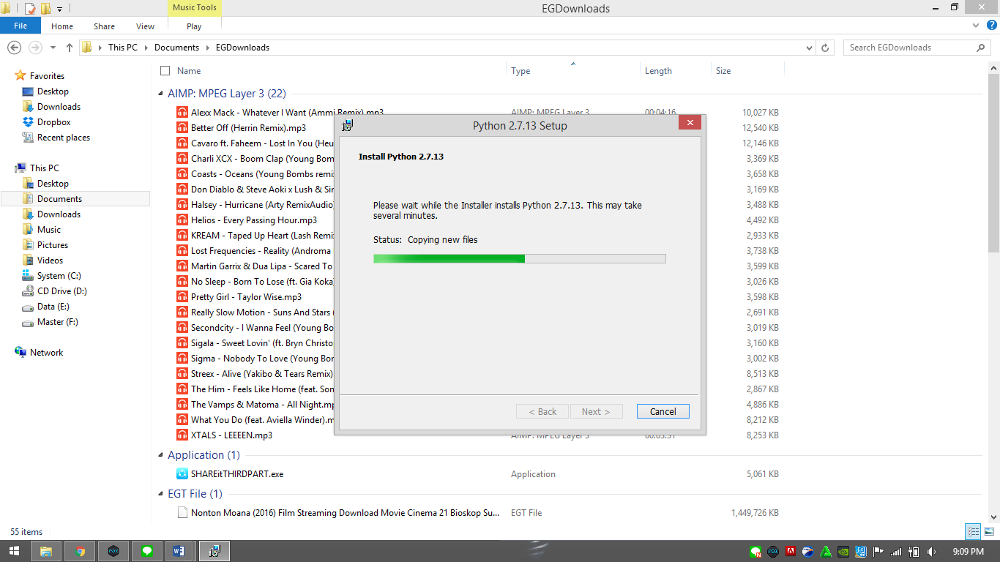 Music Tools
EGDownloads
File Home Share View Play
This PC Documents EGDownloads
Search EGDownloads
Name Type Length Size
Favorites
Desktop
Downloads
Dropbox
Recent places
This PC
Desktop
Documents
Downloads
Music
Pictures
Videos
System (C:)
CD Drive (D:)
Data (E:)
Master (F:)
Network
AIMP: MPEG Layer 3 (22)
Alexx Mack - Whatever I Want (Ammi Remix).mp3 AIMP: MPEG Layer 3 00:04:16 10,027 KB
Better Off (Herrin Remix).mp3 12,540 KB
Cavaro ft. Faheem - Lost In You (Heu 12,146 KB
Charli XCX - Boom Clap (Young Bom 3,369 KB
Coasts - Oceans (Young Bombs remi 3,658 KB
Don Diablo & Steve Aoki x Lush & Sir 3,169 KB
Halsey - Hurricane (Arty RemixAudio) 3,488 KB
Helios - Every Passing Hour.mp3 4,492 KB
KREAM - Taped Up Heart (Lash Remi 2,933 KB
Lost Frequencies - Reality (Androma 3,738 KB
Martin Garrix & Dua Lipa - Scared To 3,599 KB
No Sleep - Born To Lose (ft. Gia Koka) 3,026 KB
Pretty Girl - Taylor Wise.mp3 3,598 KB
Really Slow Motion - Suns And Stars ( 2,691 KB
Secondcity - I Wanna Feel (Young Bo 3,019 KB
Sigala - Sweet Lovin' (ft. Bryn Christo 3,160 KB
Sigma - Nobody To Love (Young Bor 3,002 KB
Streex - Alive (Yakibo & Tears Remix) 8,513 KB
The Him - Feels Like Home (feat. Son 2,867 KB
The Vamps & Matoma - All Night.mp 4,886 KB
What You Do (feat. Aviella Winder).m 8,212 KB
XTALS - LEEEEN.mp3 AIMP: MPEG Layer 3 8,253 KB
Application (1)
SHAREitTHIRDPART.exe Application 5,061 KB
EGT File (1)
Nonton Moana (2016) Film Streaming Download Movie Cinema 21 Bioskop Su... EGT File 1,449,726 KB
Python 2.7.13 Setup
Install Python 2.7.13
Please wait while the Installer installs Python 2.7.13. This may take
several minutes.
Status: Copying new files
< Back Next > Cancel
55 items
9:09 PM